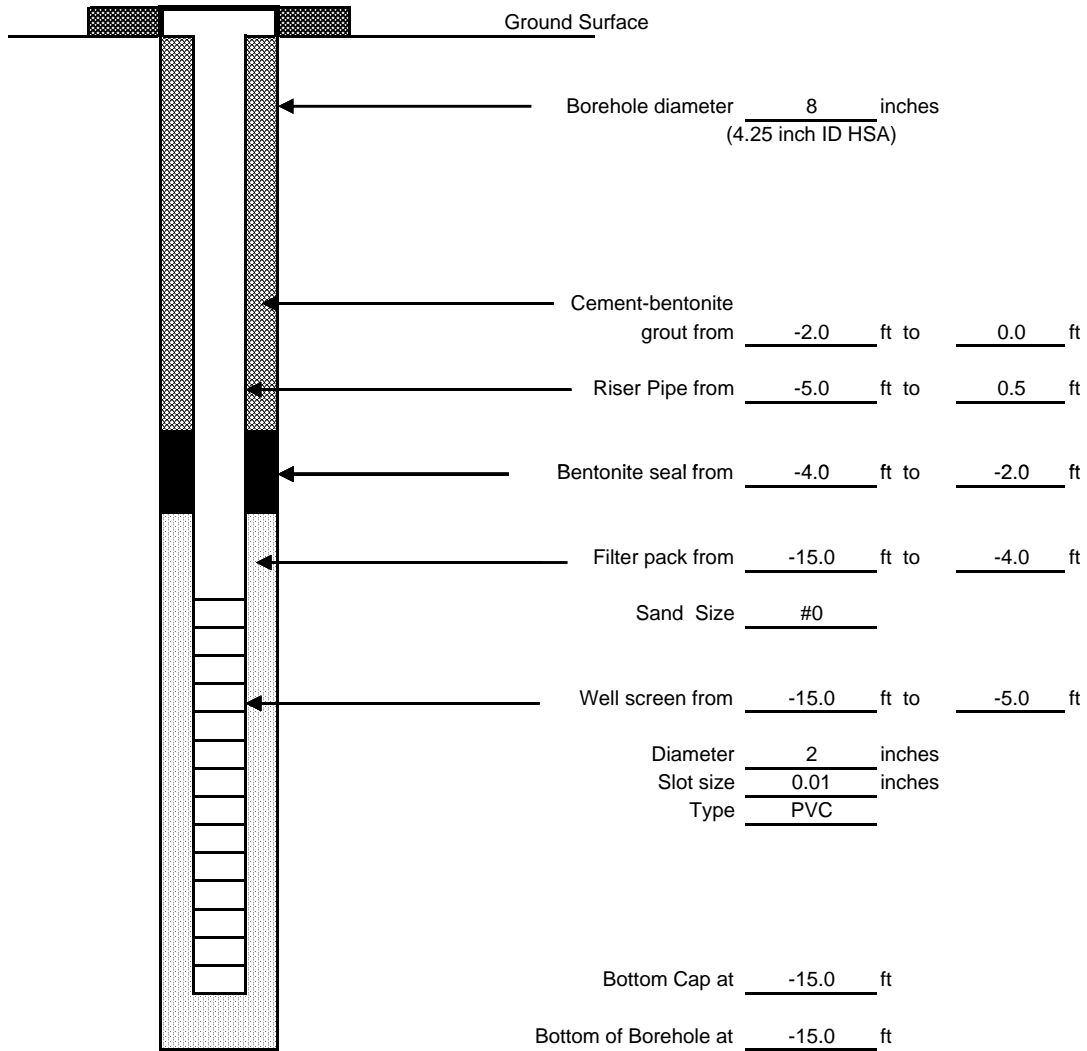 Ground Surface
Borehole diameter 8 inches
(4.25 inch ID HSA)
Cement-bentonite
grout from -2.0 ft to 0.0 ft
Riser Pipe from -5.0 ft to 0.5 ft
Bentonite seal from -4.0 ft to -2.0 ft
Filter pack from -15.0 ft to -4.0 ft
Sand Size #0
Well screen from -15.0 ft to -5.0 ft
Diameter 2 inches
Slot size 0.01 inches
Type PVC
Bottom Cap at -15.0 ft
Bottom of Borehole at -15.0 ft